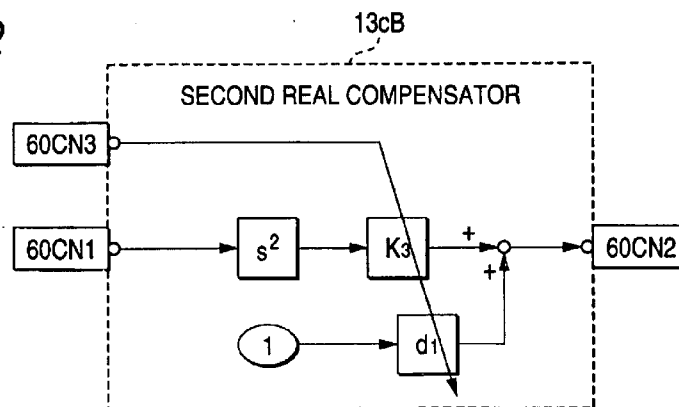 13cB
SECOND REAL COMPENSATOR
60CN3
60CN1
s²
K₃
+
+
60CN2
1
d₁